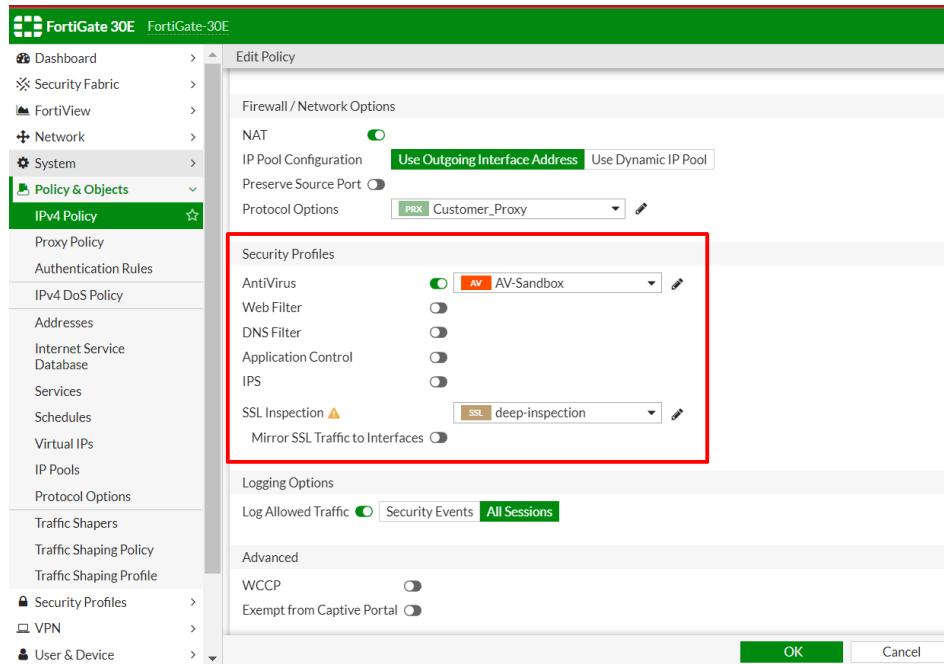 FortiGate 30E FortiGate-30E
Dashboard
Security Fabric
FortiView
Network
System
Policy & Objects
IPv4 Policy
Proxy Policy
Authentication Rules
IPv4 DoS Policy
Addresses
Internet Service
Database
Services
Schedules
Virtual IPs
IP Pools
Protocol Options
Traffic Shapers
Traffic Shaping Policy
Traffic Shaping Profile
Security Profiles
VPN
User & Device
Edit Policy
Firewall / Network Options
NAT
IP Pool Configuration Use Outgoing Interface Address Use Dynamic IP Pool
Preserve Source Port
Protocol Options PRX Customer_Proxy
Security Profiles
AntiVirus AV AV-Sandbox
Web Filter
DNS Filter
Application Control
IPS
SSL Inspection SSL deep-inspection
Mirror SSL Traffic to Interfaces
Logging Options
Log Allowed Traffic Security Events All Sessions
Advanced
WCCP
Exempt from Captive Portal
OK Cancel